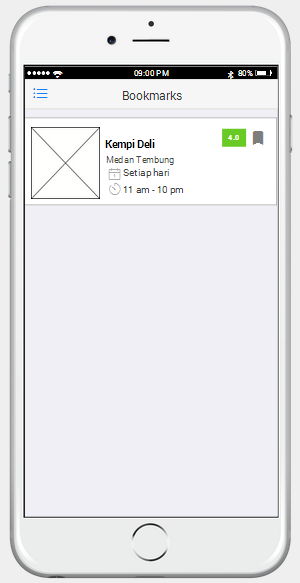 09:00 PM
80%
Bookmarks
Kempi Deli
4.0
Medan Tembung
Setiap hari
11 am - 10 pm